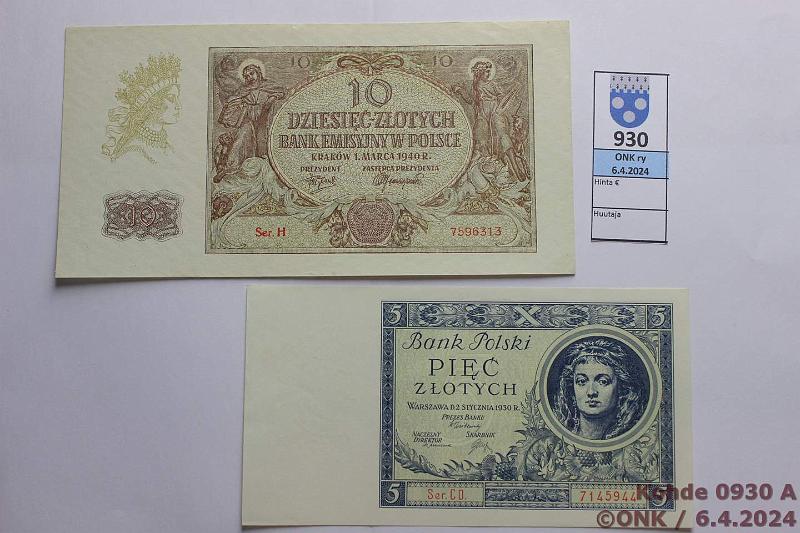 10 10
10
DZIESIĘĆ-ZŁOTYCH
BANK EMISYJNY W POLSCE
KRAKÓW 1. MARCA 1940 R.
PREZYDENT ZASTĘPCA PREZYDENTA
10
Ser. H 7596313
930
ONK ry
6.4.2024
Hinta €
Huutaja
5 5
Bank Polski
PIĘĆ
ZŁOTYCH
WARSZAWA D. 2 STYCZNIA 1930 R.
PREZES BANKU
NACZELNY SKARBNIK
DYREKTOR
5 Ser. CO. 7145944
Kohde 0930 A
©ONK / 6.4.2024